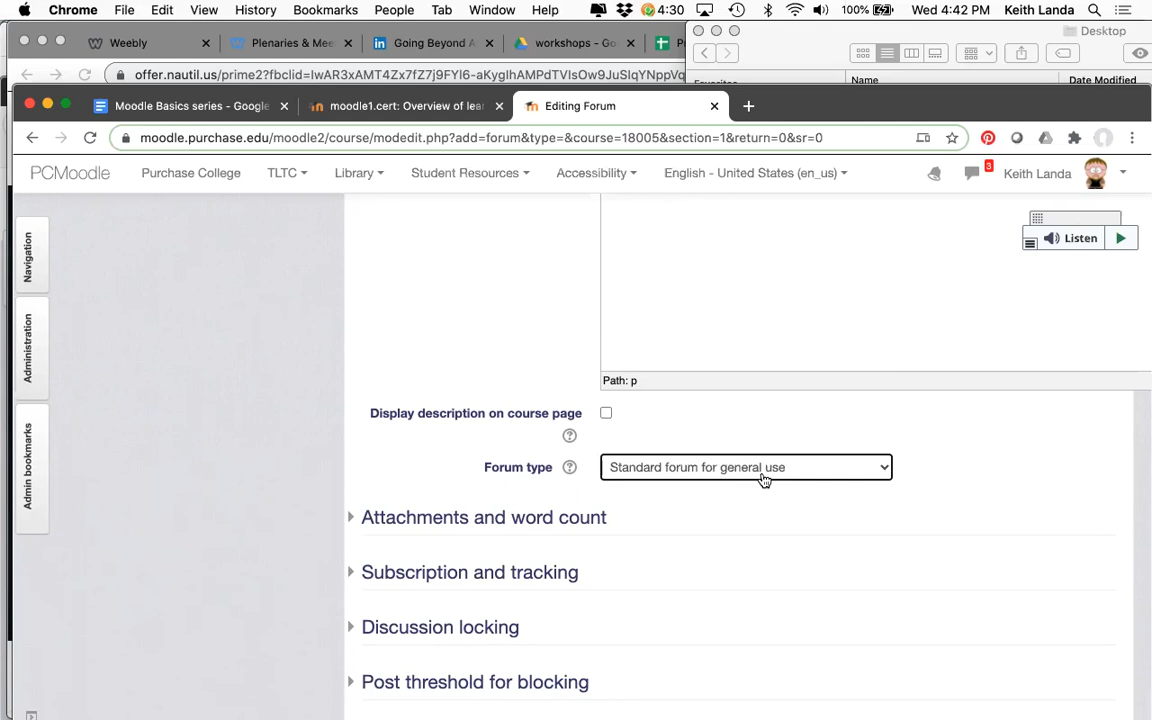 Chrome File Edit View History Bookmarks People Tab Window Help 4:30 100% Wed 4:42 PM Keith Landa
Desktop
Weebly × Plenaries & Mee × Going Beyond A × workshops - Go ×
offer.nautil.us/prime2?fbclid=IwAR3xAMT4Zx7fZ7j9FYI6-aKyglhAMPdTVIsOw9JuSIqYNppVq
Name Date Modified
Moodle Basics series - Google × moodle1.cert: Overview of lear × Editing Forum × +
moodle.purchase.edu/moodle2/course/modedit.php?add=forum&type=&course=18005&section=1&return=0&sr=0
PCMoodle Purchase College TLTC Library Student Resources Accessibility English - United States (en_us) 3 Keith Landa
Navigation
Administration
Admin bookmarks
Listen
Path: p
Display description on course page
?
Forum type ? Standard forum for general use
Attachments and word count
Subscription and tracking
Discussion locking
Post threshold for blocking